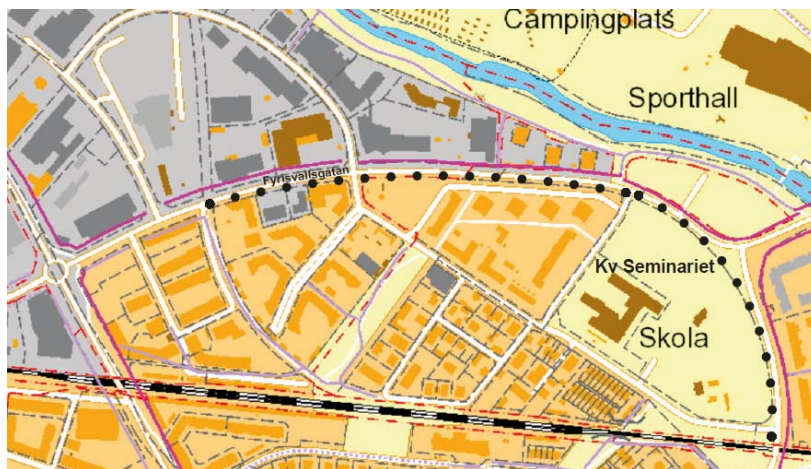 Campingplats
Sporthall
Fyrisvallsgatan
Kv Seminariet
Skola